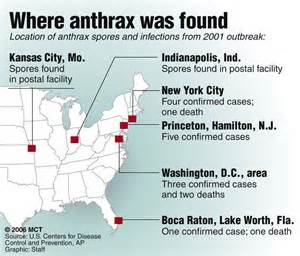 Where anthrax was found
Location of anthrax spores and infections from 2001 outbreak:
Kansas City, Mo.
Spores found
in postal facility
Indianapolis, Ind.
Spores found in postal facility
New York City
Four confirmed cases;
one death
Princeton, Hamilton, N.J.
Five confirmed cases
Washington, D.C., area
Three confirmed cases
and two deaths
Boca Raton, Lake Worth, Fla.
One confirmed case; one death
© 2006 MCT
Source: U.S. Centers for Disease
Control and Prevention, AP
Graphic: Staff